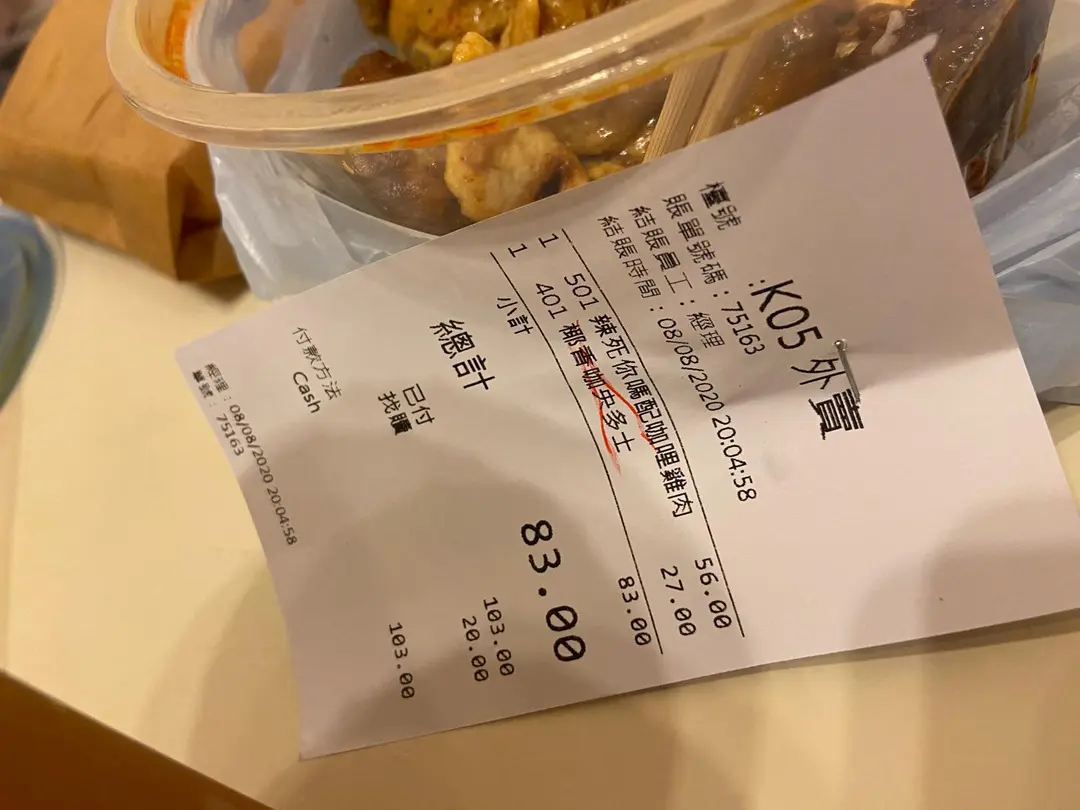 檯號 :K05 外賣
賬單號碼：75163
結賬員工：經理
結賬時間：08/08/2020 20:04:58
1 501 辣死你嗎配咖哩雞肉 56.00
1 401 椰香咖央多士 27.00
小計 83.00
總計 83.00
已付 103.00
找贖 20.00
付款方法
Cash 103.00
經理：08/08/2020 20:04:58
單號：75163